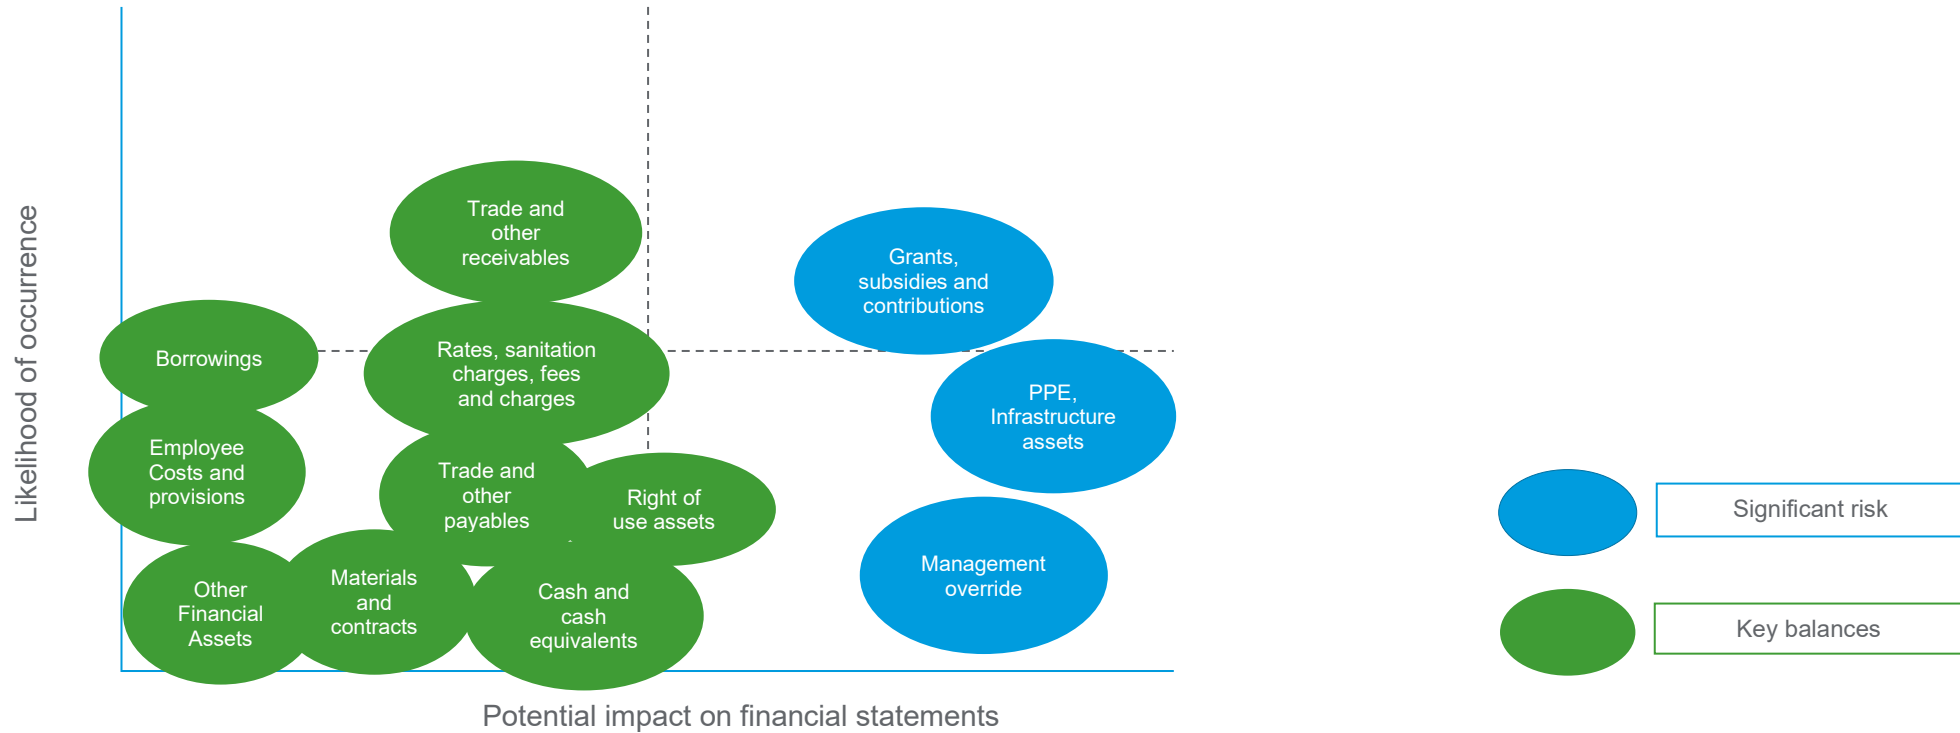 Likelihood of occurrence
Trade and
other
receivables
Grants,
subsidies and
contributions
Borrowings
Rates, sanitation
charges, fees
and charges
PPE,
Infrastructure
assets
Employee
Costs and
provisions
Trade and
other
payables
Right of
use assets
Management
override
Other
Financial
Assets
Materials
and
contracts
Cash and
cash
equivalents
Potential impact on financial statements
Significant risk
Key balances